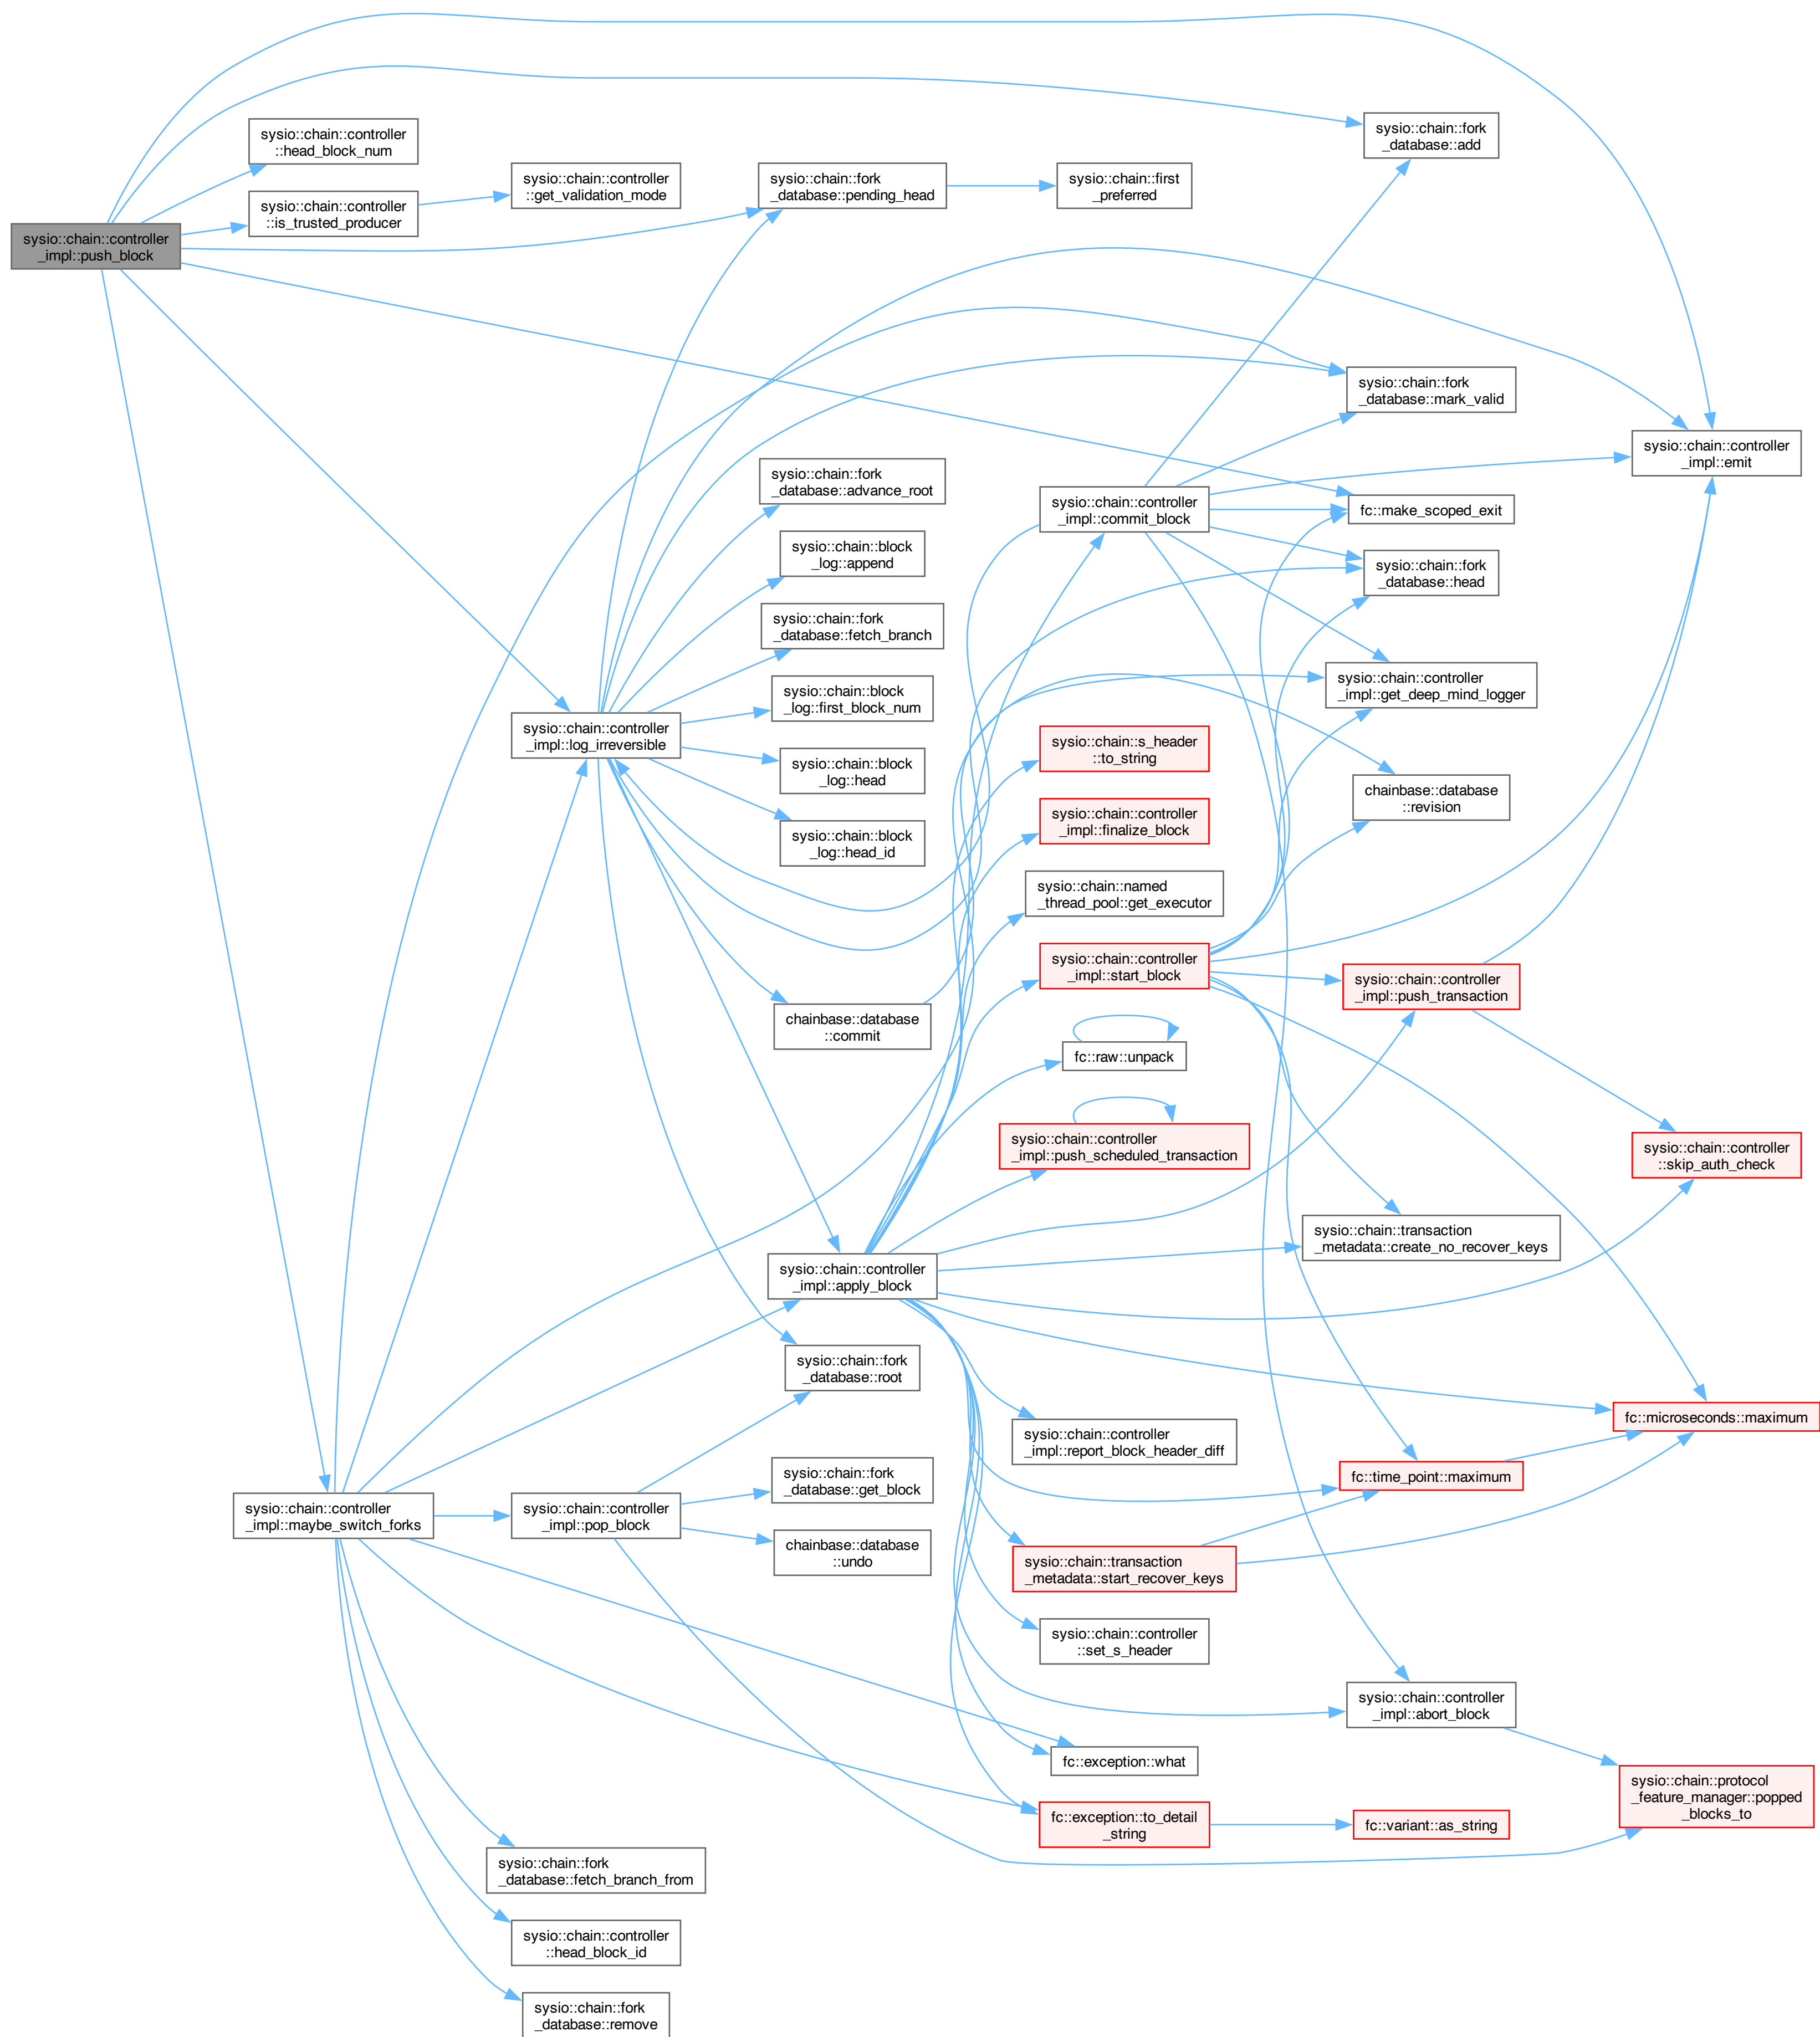 sysio::chain::controller
_impl::push_block
sysio::chain::controller
::head_block_num
sysio::chain::controller
::is_trusted_producer
sysio::chain::controller
::get_validation_mode
sysio::chain::fork
_database::pending_head
sysio::chain::first
_preferred
sysio::chain::fork
_database::add
sysio::chain::fork
_database::mark_valid
sysio::chain::controller
_impl::emit
sysio::chain::fork
_database::advance_root
sysio::chain::controller
_impl::commit_block
fc::make_scoped_exit
sysio::chain::block
_log::append
sysio::chain::fork
_database::head
sysio::chain::fork
_database::fetch_branch
sysio::chain::controller
_impl::get_deep_mind_logger
sysio::chain::block
_log::first_block_num
sysio::chain::controller
_impl::log_irreversible
sysio::chain::s_header
::to_string
sysio::chain::block
_log::head
chainbase::database
::revision
sysio::chain::controller
_impl::finalize_block
sysio::chain::block
_log::head_id
sysio::chain::named
_thread_pool::get_executor
sysio::chain::controller
_impl::start_block
sysio::chain::controller
_impl::push_transaction
chainbase::database
::commit
fc::raw::unpack
sysio::chain::controller
_impl::push_scheduled_transaction
sysio::chain::controller
::skip_auth_check
sysio::chain::transaction
_metadata::create_no_recover_keys
sysio::chain::controller
_impl::apply_block
sysio::chain::fork
_database::root
fc::microseconds::maximum
sysio::chain::controller
_impl::report_block_header_diff
fc::time_point::maximum
sysio::chain::fork
_database::get_block
sysio::chain::controller
_impl::maybe_switch_forks
sysio::chain::controller
_impl::pop_block
chainbase::database
::undo
sysio::chain::transaction
_metadata::start_recover_keys
sysio::chain::controller
::set_s_header
sysio::chain::controller
_impl::abort_block
fc::exception::what
sysio::chain::protocol
_feature_manager::popped
_blocks_to
fc::exception::to_detail
_string
fc::variant::as_string
sysio::chain::fork
_database::fetch_branch_from
sysio::chain::controller
::head_block_id
sysio::chain::fork
_database::remove